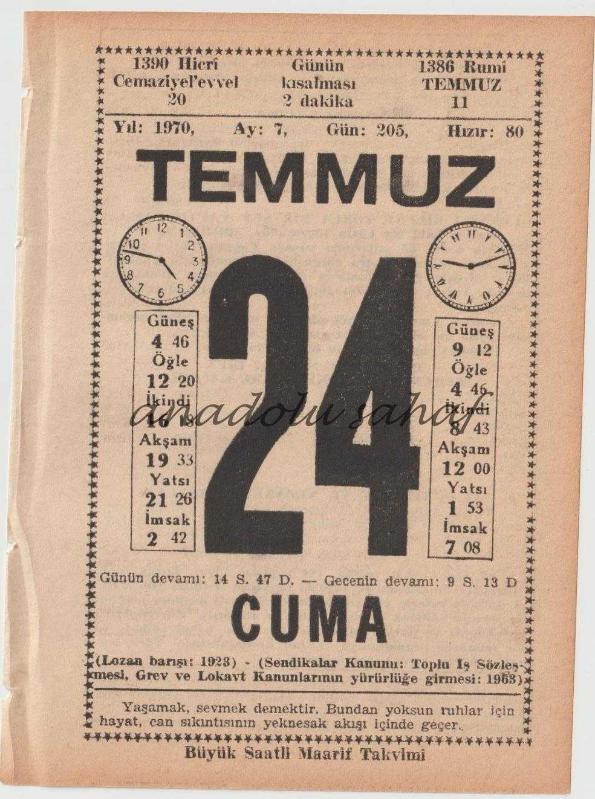 1390 Hicrî
Cemaziyel'evvel
20
Günün
kısalması
2 dakika
1386 Rumî
TEMMUZ
11
Yıl: 1970, Ay: 7, Gün: 205, Hızır: 80
TEMMUZ
24
Güneş
4 46
Öğle
12 20
İkindi
16 18
Akşam
19 33
Yatsı
21 26
İmsak
2 42
Güneş
9 12
Öğle
4 46
İkindi
8 43
Akşam
12 00
Yatsı
1 53
İmsak
7 08
anadolu sahaf
Günün devamı: 14 S. 47 D. — Gecenin devamı: 9 S. 13 D
CUMA
(Lozan barışı: 1923) - (Sendikalar Kanunu: Toplu İş Sözleş-
mesi, Grev ve Lokavt Kanunlarının yürürlüğe girmesi: 1963)
Yaşamak, sevmek demektir. Bundan yoksun ruhlar için
hayat, can sıkıntısının yeknesak akışı içinde geçer.
Büyük Saatli Maarif Takvimi